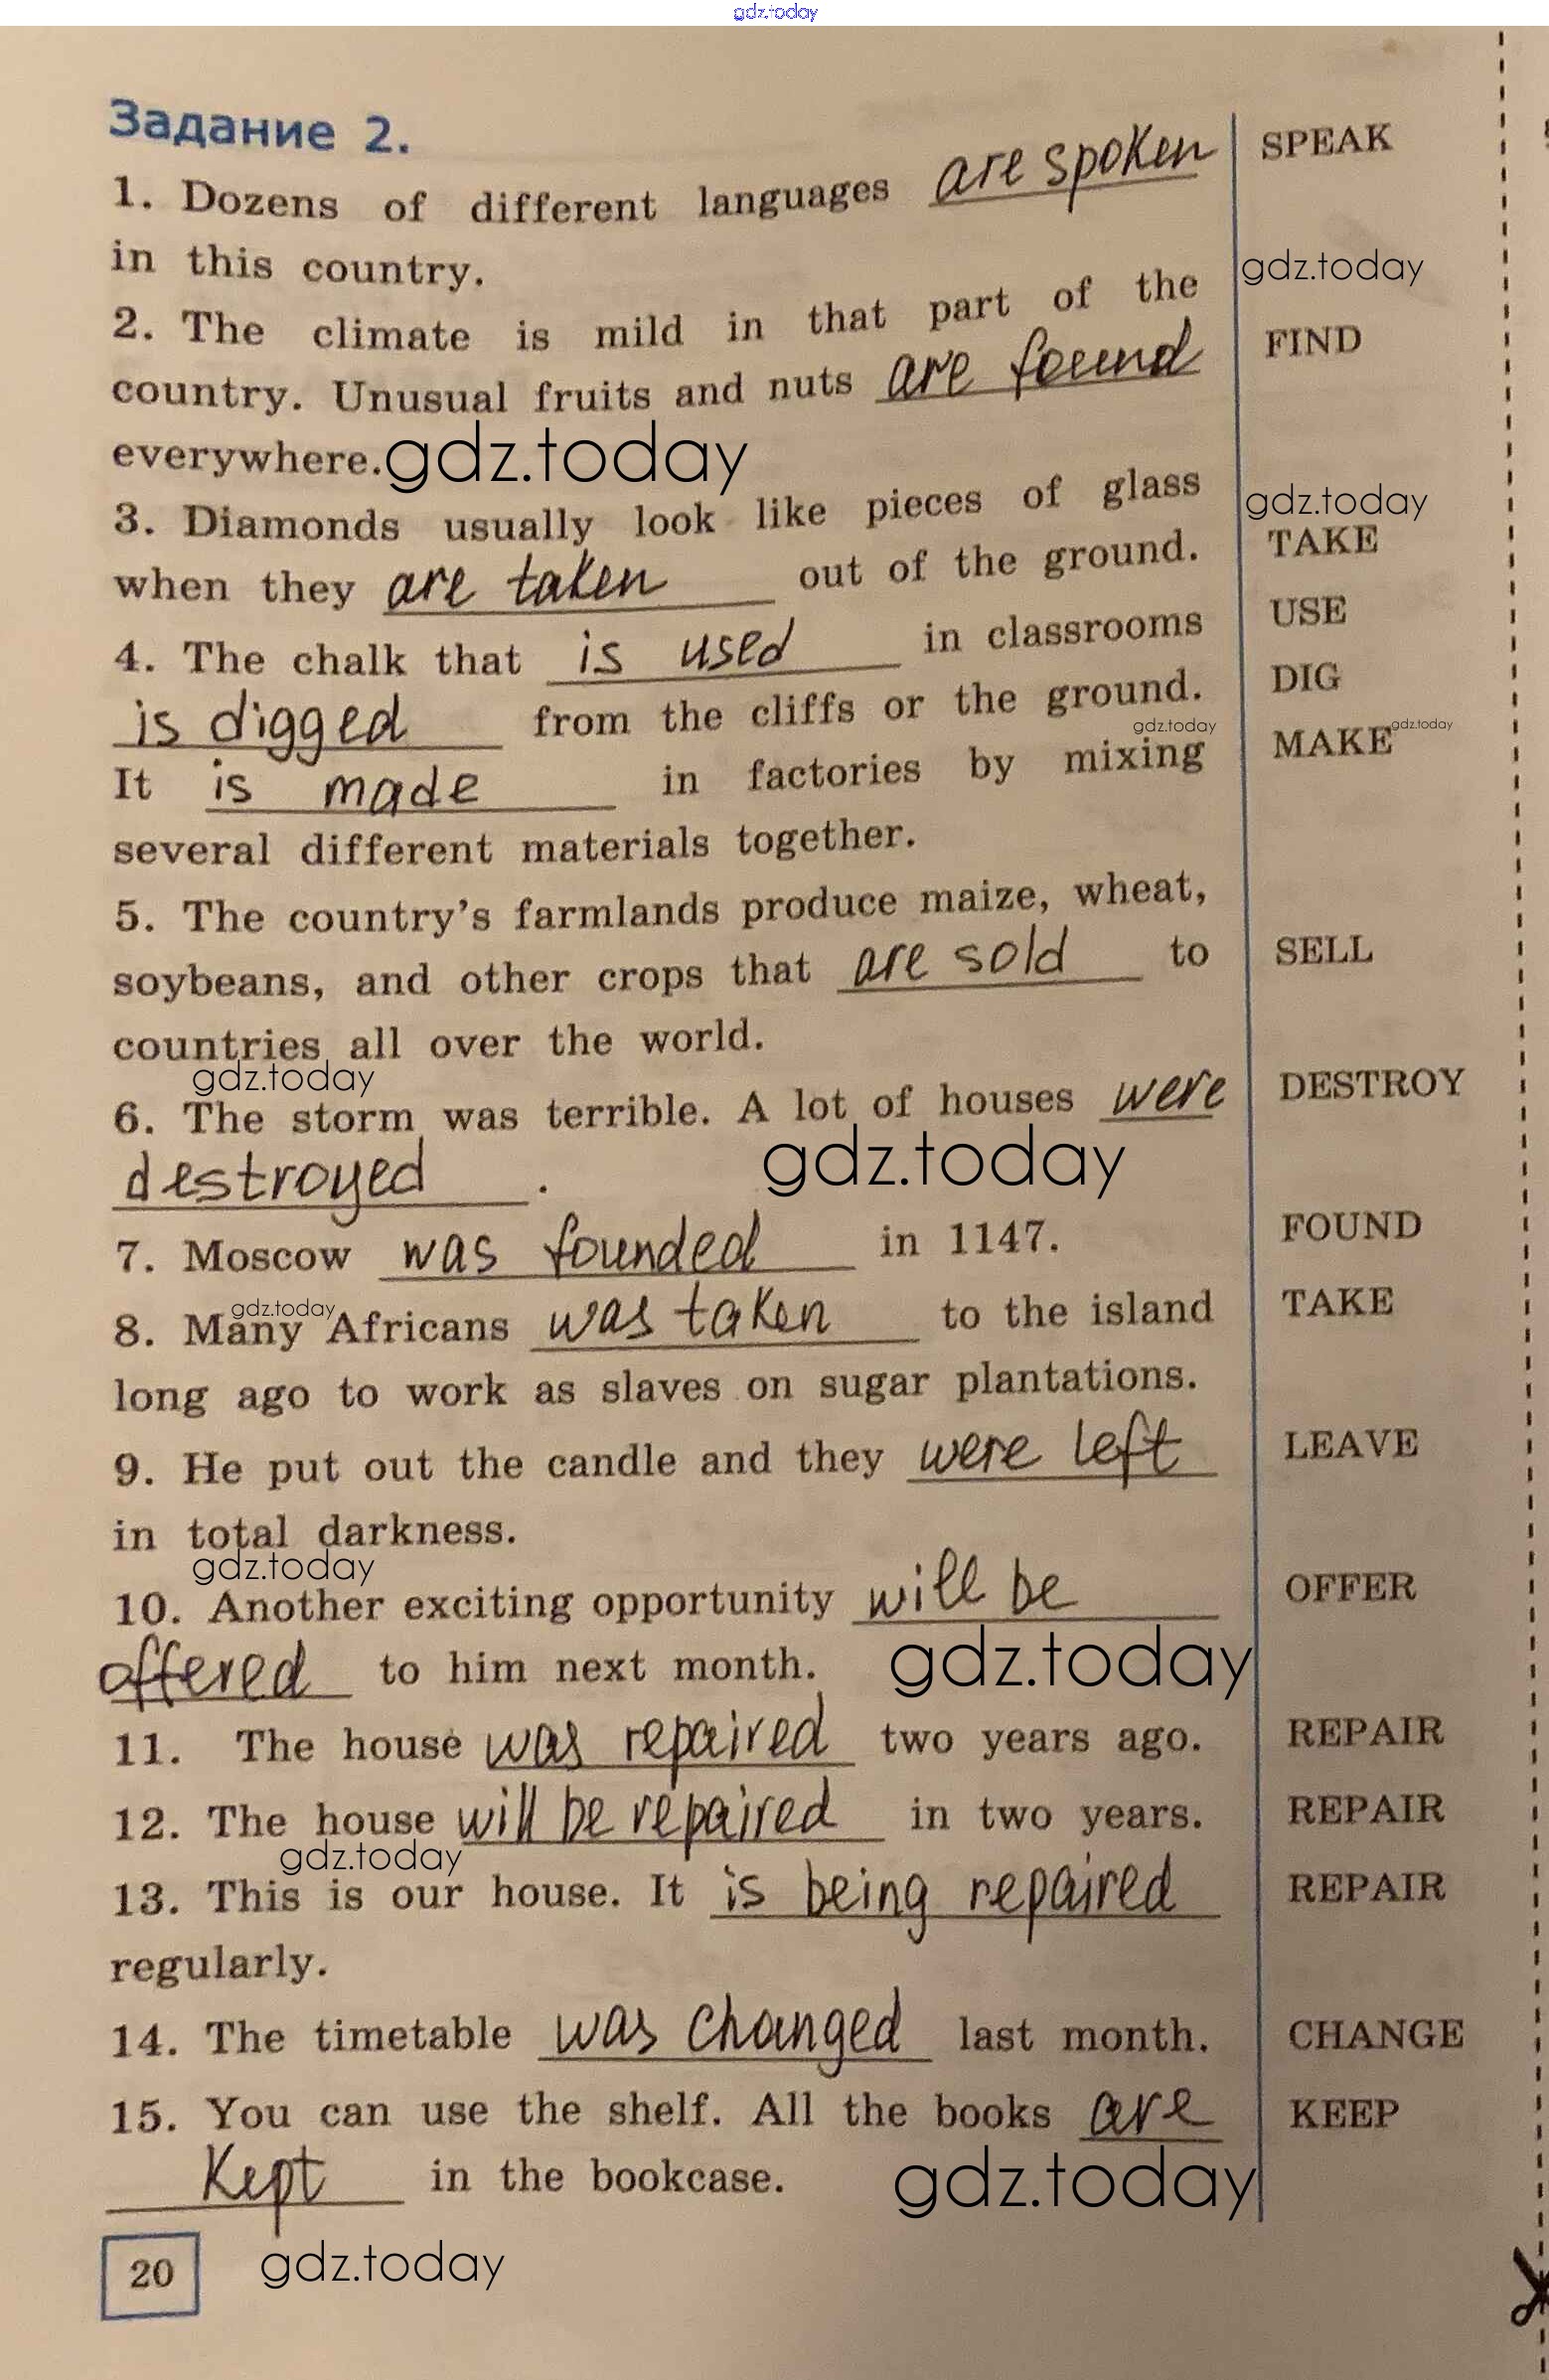 gdz.today
Задание 2.
1. Dozens of different languages are spoken SPEAK
in this country.
gdz.today
2. The climate is mild in that part of the
country. Unusual fruits and nuts are found FIND
everywhere. gdz.today
3. Diamonds usually look like pieces of glass gdz.today
when they are taken out of the ground. TAKE
4. The chalk that is used in classrooms USE
is digged from the cliffs or the ground. DIG
gdz.today gdz.today
It is made in factories by mixing MAKE
several different materials together.
5. The country's farmlands produce maize, wheat,
soybeans, and other crops that are sold to SELL
countries all over the world.
gdz.today
6. The storm was terrible. A lot of houses were DESTROY
destroyed . gdz.today
7. Moscow was founded in 1147. FOUND
gdz.today
8. Many Africans was taken to the island TAKE
long ago to work as slaves on sugar plantations.
9. He put out the candle and they were left LEAVE
in total darkness.
gdz.today
10. Another exciting opportunity will be OFFER
offered to him next month. gdz.today
11. The house was repaired two years ago. REPAIR
12. The house will be repaired in two years. REPAIR
gdz.today
13. This is our house. It is being repaired REPAIR
regularly.
14. The timetable was changed last month. CHANGE
15. You can use the shelf. All the books are KEEP
kept in the bookcase. gdz.today
20 gdz.today